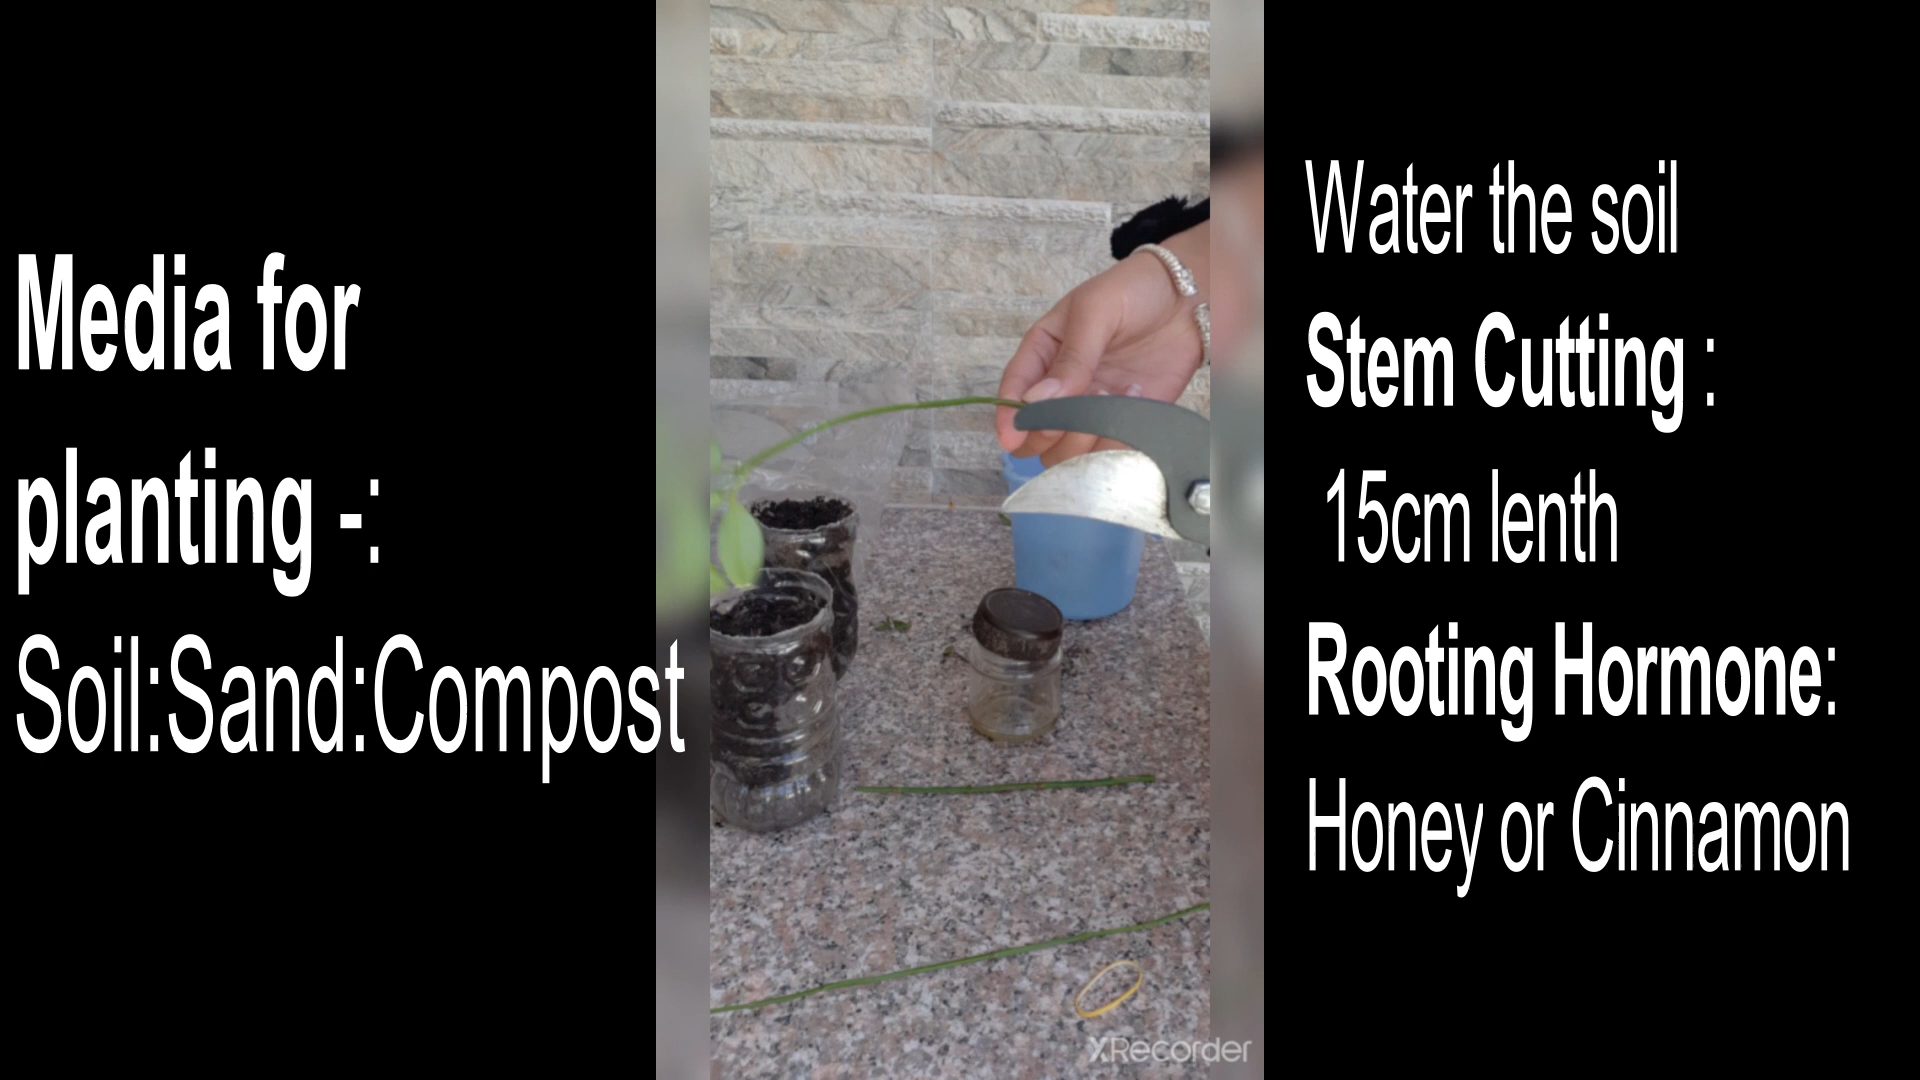 Media for
planting -:
Soil:Sand:Compost
Water the soil
Stem Cutting :
15cm lenth
Rooting Hormone:
Honey or Cinnamon
XRecorder